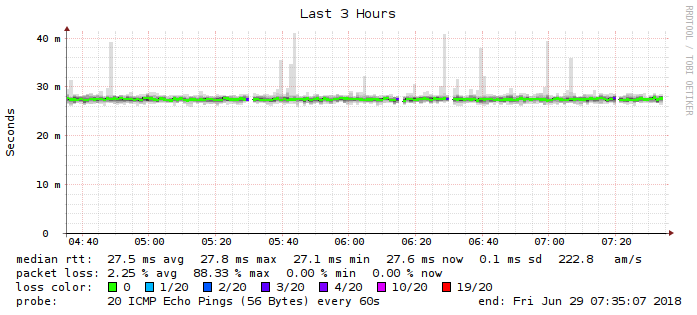 Last 3 Hours
RRDTOOL / TOBI OETIKER
Seconds
40 m
30 m
20 m
10 m
0
04:40 05:00 05:20 05:40 06:00 06:20 06:40 07:00 07:20
median rtt: 27.5 ms avg 27.8 ms max 27.1 ms min 27.6 ms now 0.1 ms sd 222.8 am/s
packet loss: 2.25 % avg 88.33 % max 0.00 % min 0.00 % now
loss color: 0 1/20 2/20 3/20 4/20 10/20 19/20
probe: 20 ICMP Echo Pings (56 Bytes) every 60s end: Fri Jun 29 07:35:07 2018